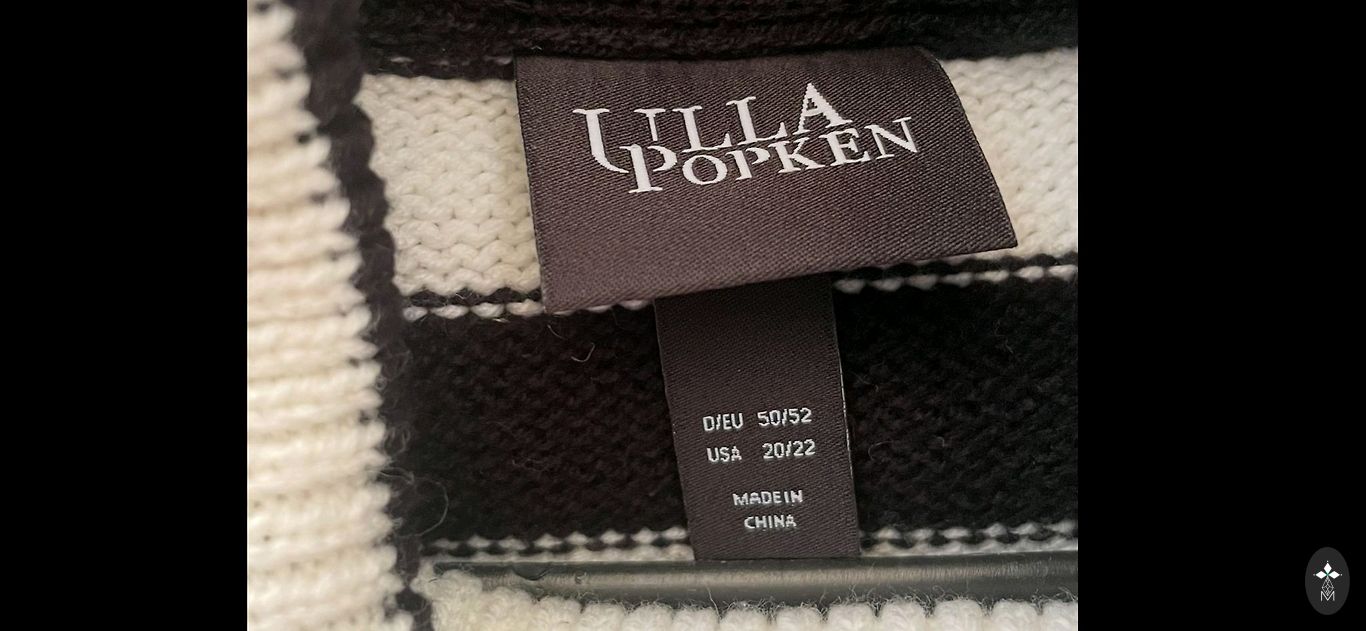 ULLA
POPKEN
D/EU 50/52
USA 20/22
MADE IN
CHINA
M